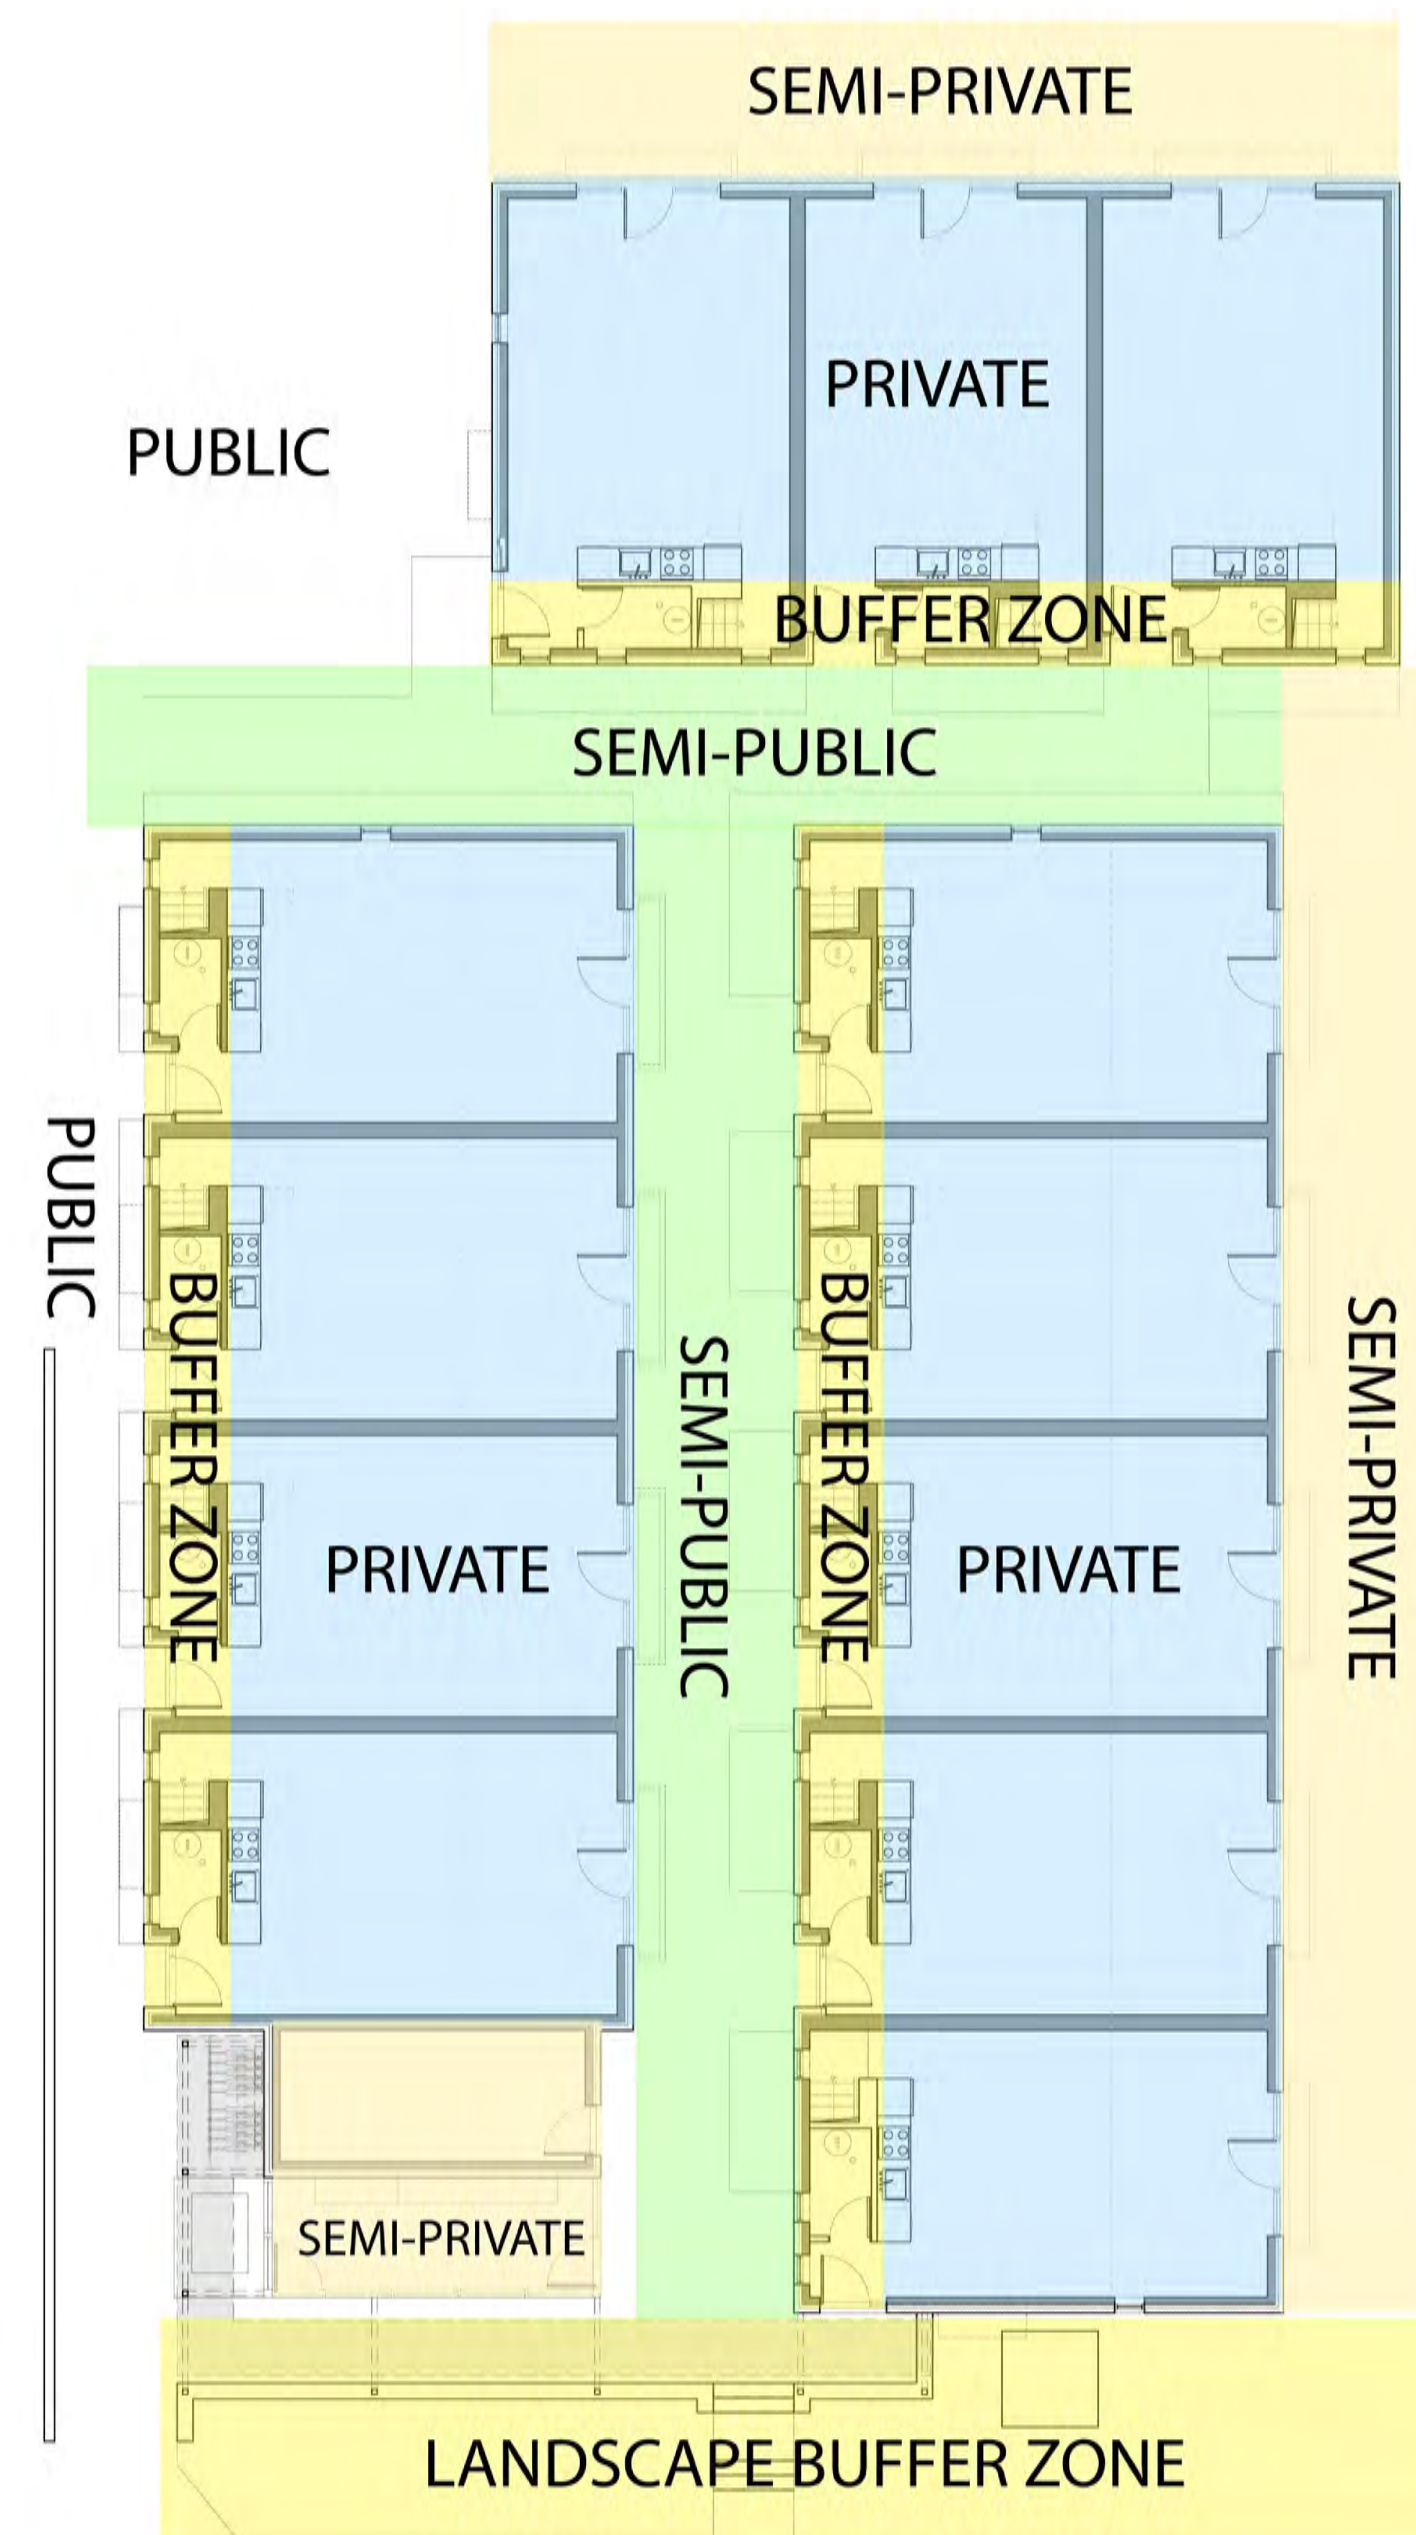 SEMI-PRIVATE
PRIVATE
PUBLIC
BUFFER ZONE
SEMI-PUBLIC
PUBLIC
BUFFER ZONE
PRIVATE
SEMI-PUBLIC
BUFFER ZONE
PRIVATE
SEMI-PRIVATE
SEMI-PRIVATE
LANDSCAPE BUFFER ZONE